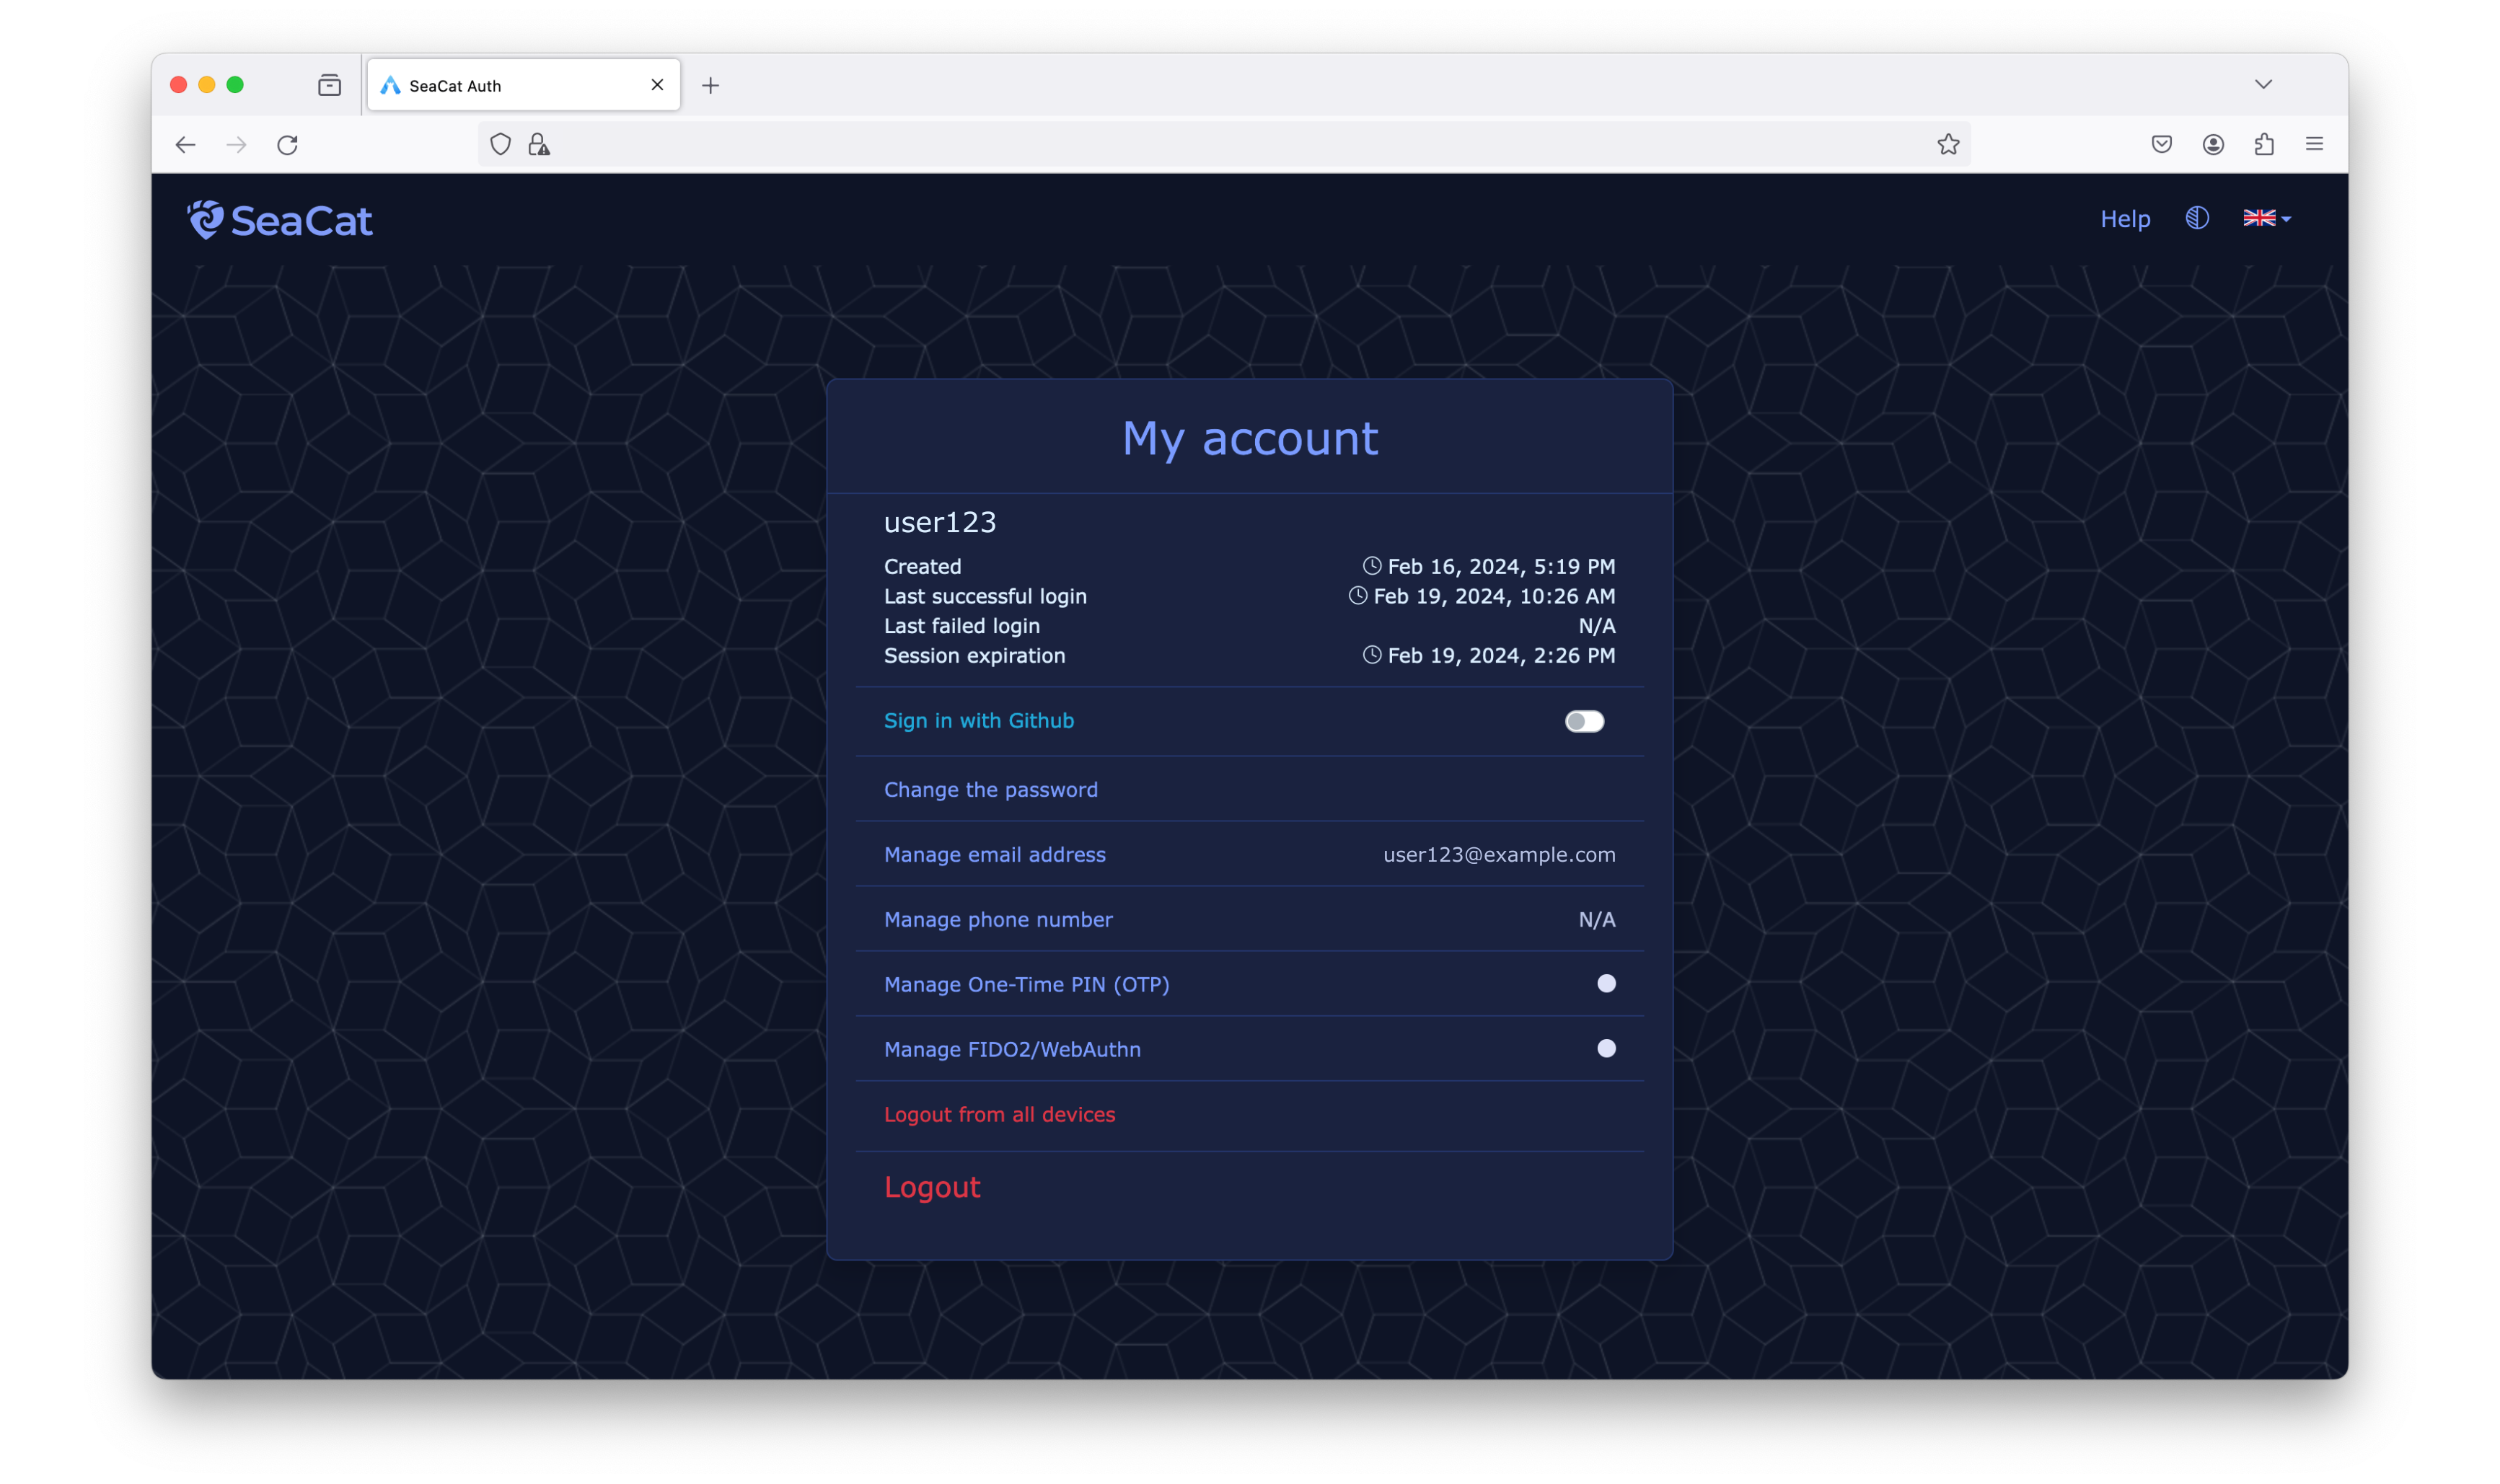 SeaCat Auth
SeaCat
Help
My account
user123
Created Feb 16, 2024, 5:19 PM
Last successful login Feb 19, 2024, 10:26 AM
Last failed login N/A
Session expiration Feb 19, 2024, 2:26 PM
Sign in with Github
Change the password
Manage email address user123@example.com
Manage phone number N/A
Manage One-Time PIN (OTP)
Manage FIDO2/WebAuthn
Logout from all devices
Logout